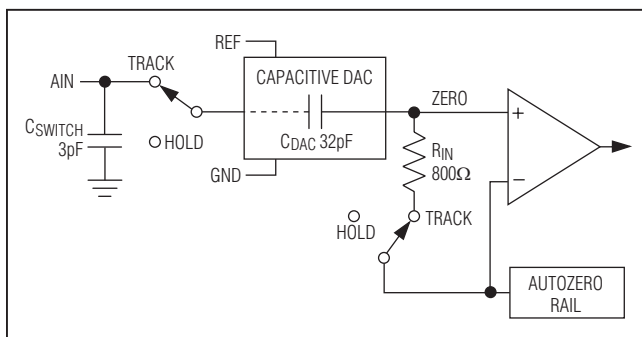 REF
TRACK
CAPACITIVE DAC
AIN
ZERO
CSWITCH
3pF
HOLD
CDAC 32pF
RIN
800Ω
GND
HOLD
TRACK
AUTOZERO
RAIL
+
−